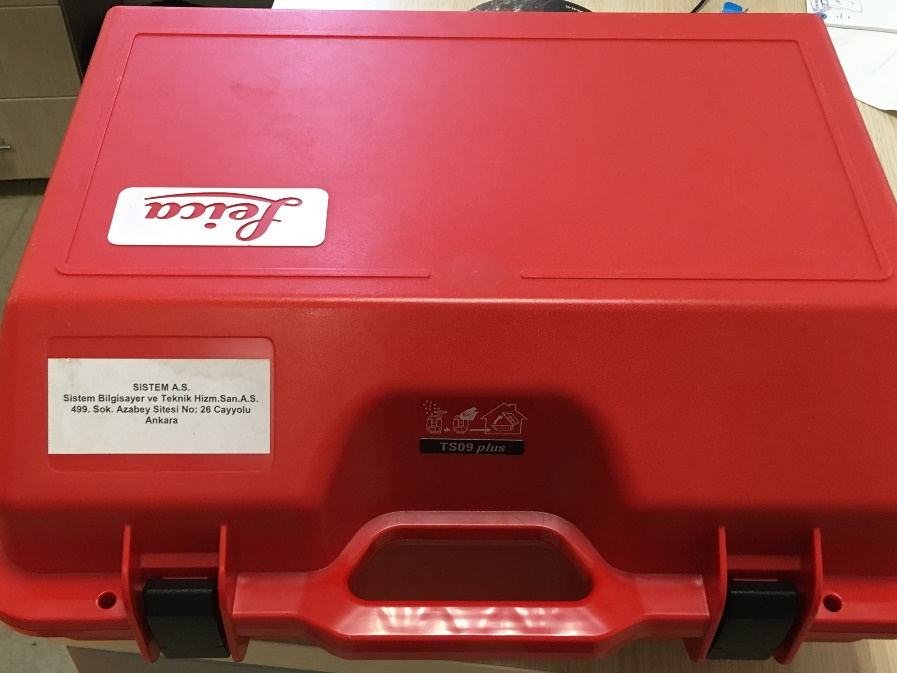 Leica
SISTEM A.S.
Sistem Bilgisayer ve Teknik Hizm.San.A.S.
499. Sok. Azabey Sitesi No: 26 Cayyolu
Ankara
TS09 plus